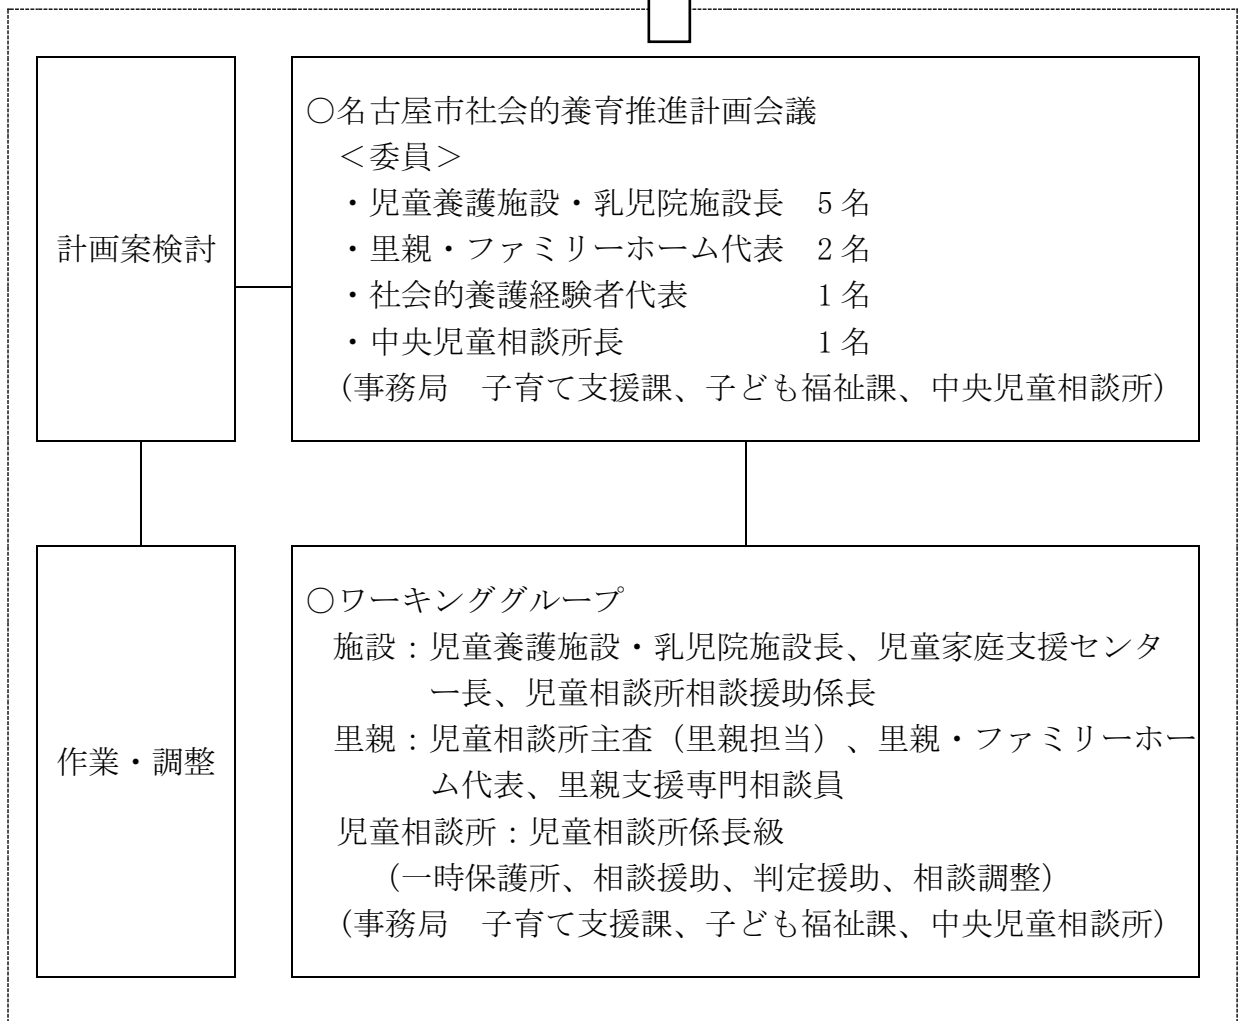 計画案検討
○名古屋市社会的養育推進計画会議
＜委員＞
・児童養護施設・乳児院施設長　5名
・里親・ファミリーホーム代表　2名
・社会的養護経験者代表　　　　1名
・中央児童相談所長　　　　　　1名
（事務局　子育て支援課、子ども福祉課、中央児童相談所）
作業・調整
○ワーキンググループ
施設：児童養護施設・乳児院施設長、児童家庭支援センタ
ー長、児童相談所相談援助係長
里親：児童相談所主査（里親担当）、里親・ファミリーホー
ム代表、里親支援専門相談員
児童相談所：児童相談所係長級
（一時保護所、相談援助、判定援助、相談調整）
（事務局　子育て支援課、子ども福祉課、中央児童相談所）